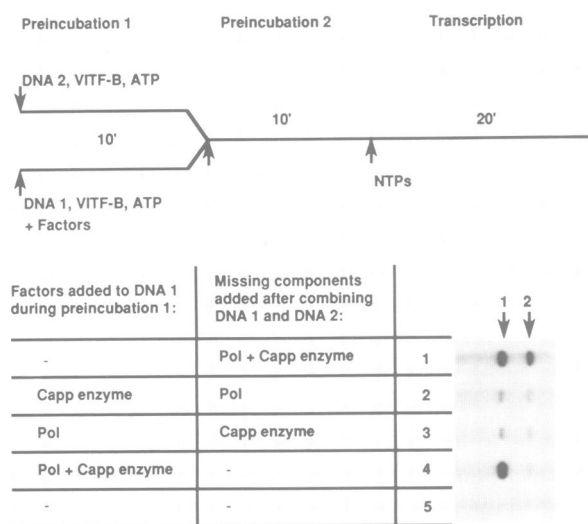 Preincubation 1 Preincubation 2 Transcription
DNA 2, VITF-B, ATP
10' 10' 20'
DNA 1, VITF-B, ATP
+ Factors
NTPs
Factors added to DNA 1
during preincubation 1:
Missing components
added after combining
DNA 1 and DNA 2:
1 2
- Pol + Capp enzyme 1
Capp enzyme Pol 2
Pol Capp enzyme 3
Pol + Capp enzyme - 4
- - 5